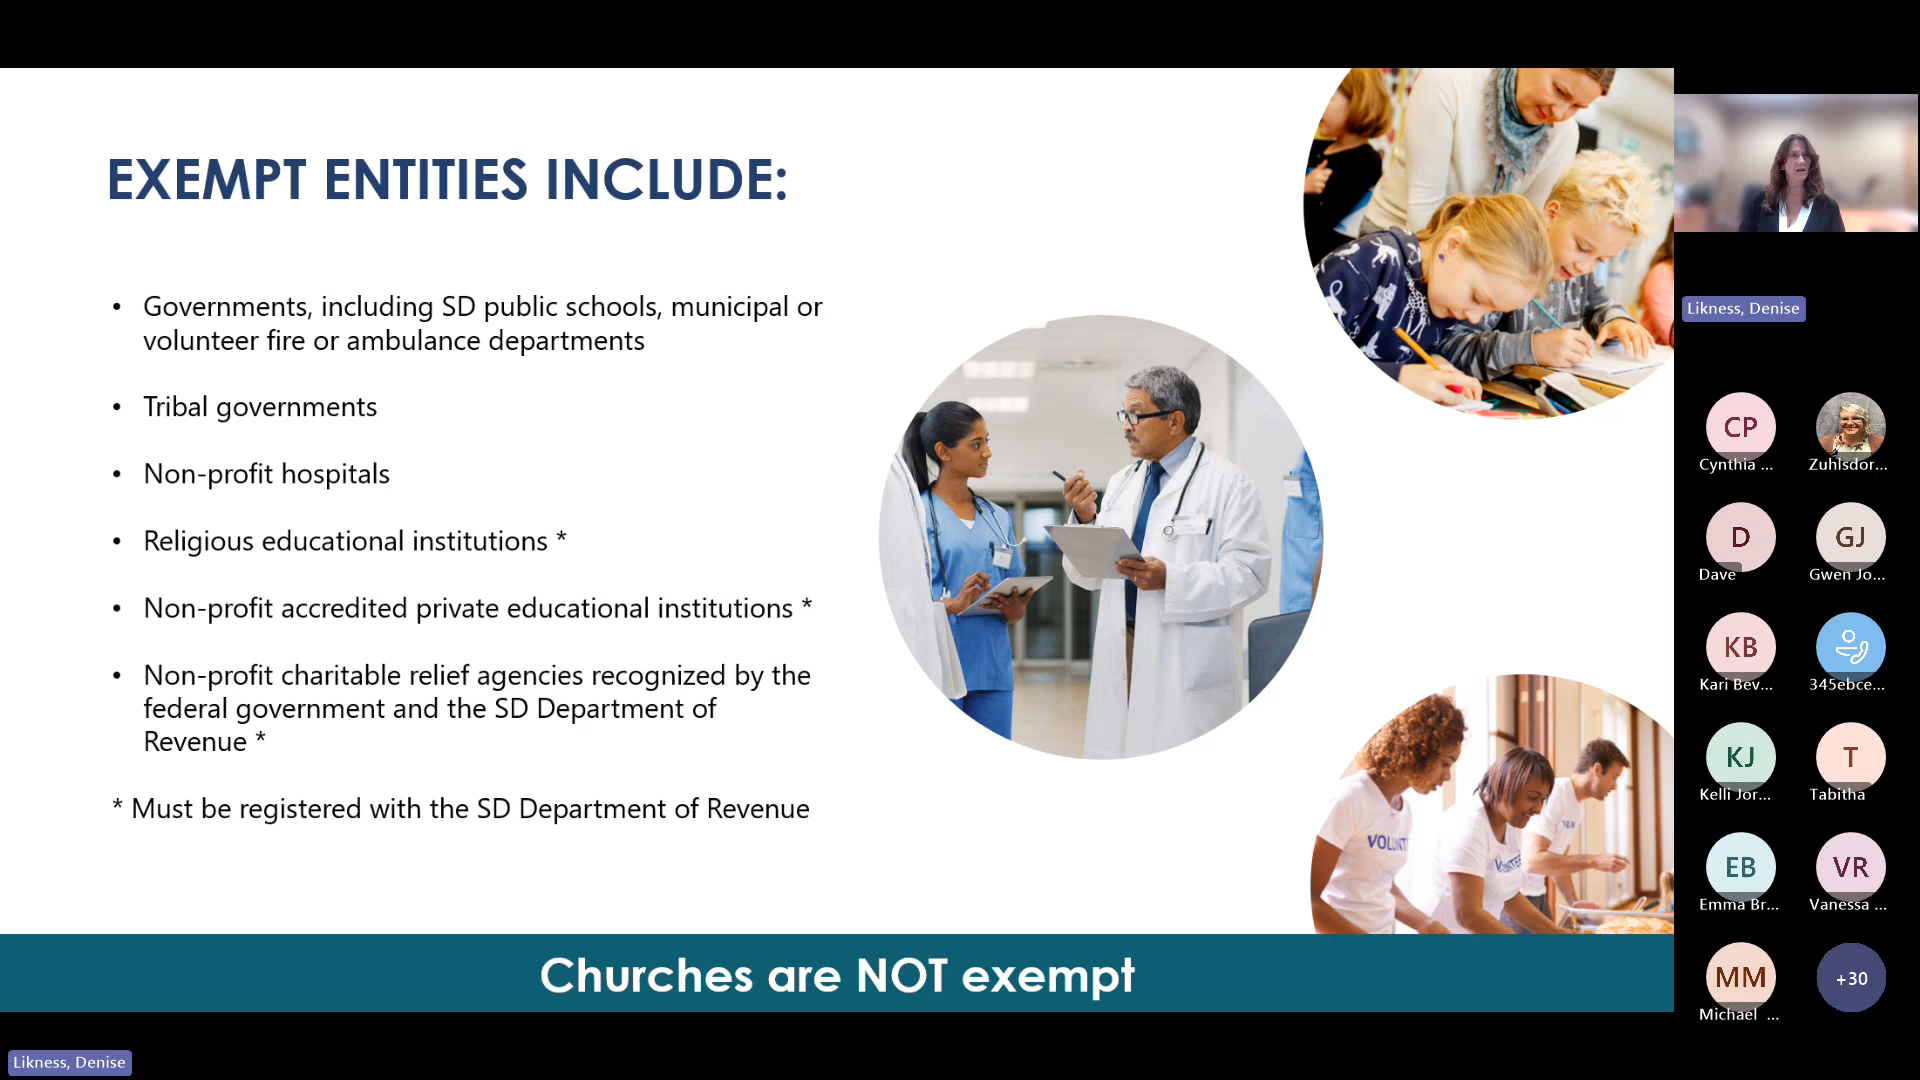 EXEMPT ENTITIES INCLUDE:
• Governments, including SD public schools, municipal or
volunteer fire or ambulance departments
• Tribal governments
• Non-profit hospitals
• Religious educational institutions *
• Non-profit accredited private educational institutions *
• Non-profit charitable relief agencies recognized by the
federal government and the SD Department of
Revenue *
* Must be registered with the SD Department of Revenue
VOLUNT
Churches are NOT exempt
Likness, Denise
Likness, Denise
CP
Cynthia ...
Zuhlsdor...
D
Dave
GJ
Gwen Jo...
KB
Kari Bev...
345ebce...
KJ
Kelli Jor...
T
Tabitha
EB
Emma Br...
VR
Vanessa ...
MM
Michael ...
+30